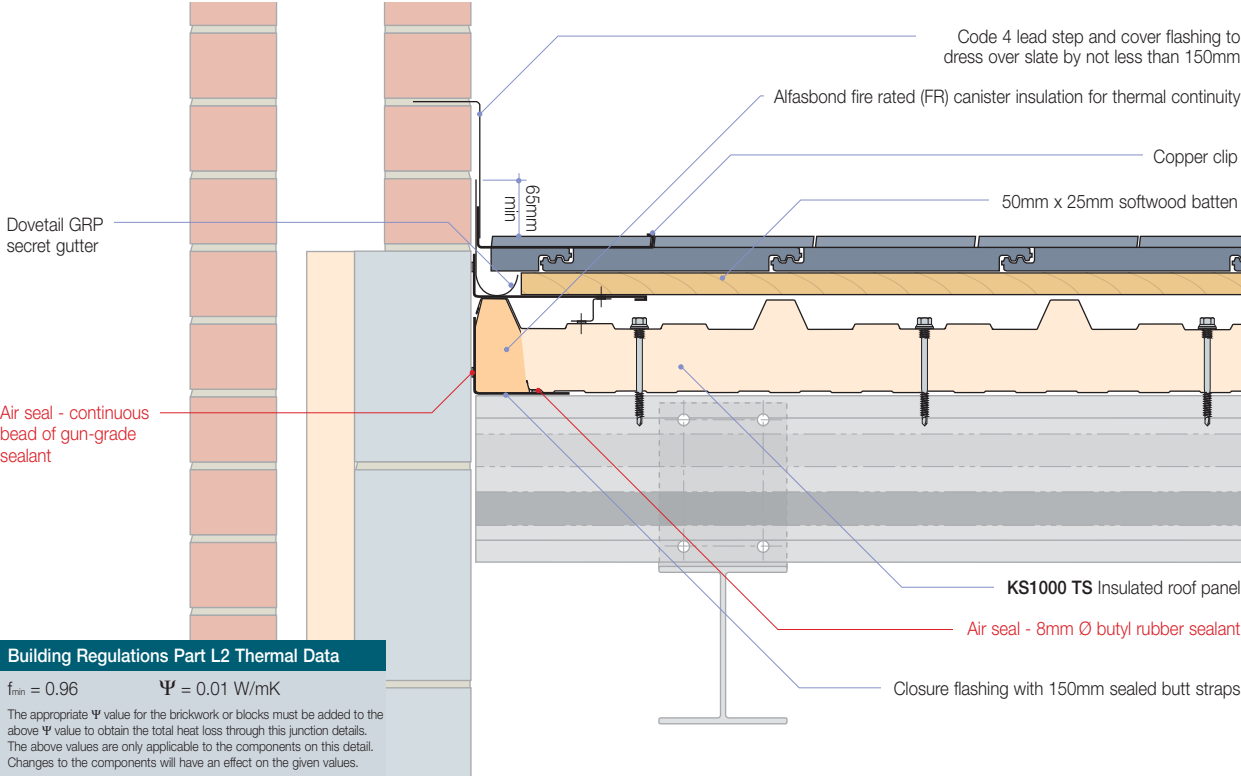 Code 4 lead step and cover flashing to
dress over slate by not less than 150mm
Alfasbond fire rated (FR) canister insulation for thermal continuity
Copper clip
50mm x 25mm softwood batten
65mm
min
Dovetail GRP
secret gutter
Air seal - continuous
bead of gun-grade
sealant
KS1000 TS Insulated roof panel
Air seal - 8mm Ø butyl rubber sealant
Closure flashing with 150mm sealed butt straps
Building Regulations Part L2 Thermal Data
fmin = 0.96 Ψ = 0.01 W/mK
The appropriate Ψ value for the brickwork or blocks must be added to the
above Ψ value to obtain the total heat loss through this junction details.
The above values are only applicable to the components on this detail.
Changes to the components will have an effect on the given values.